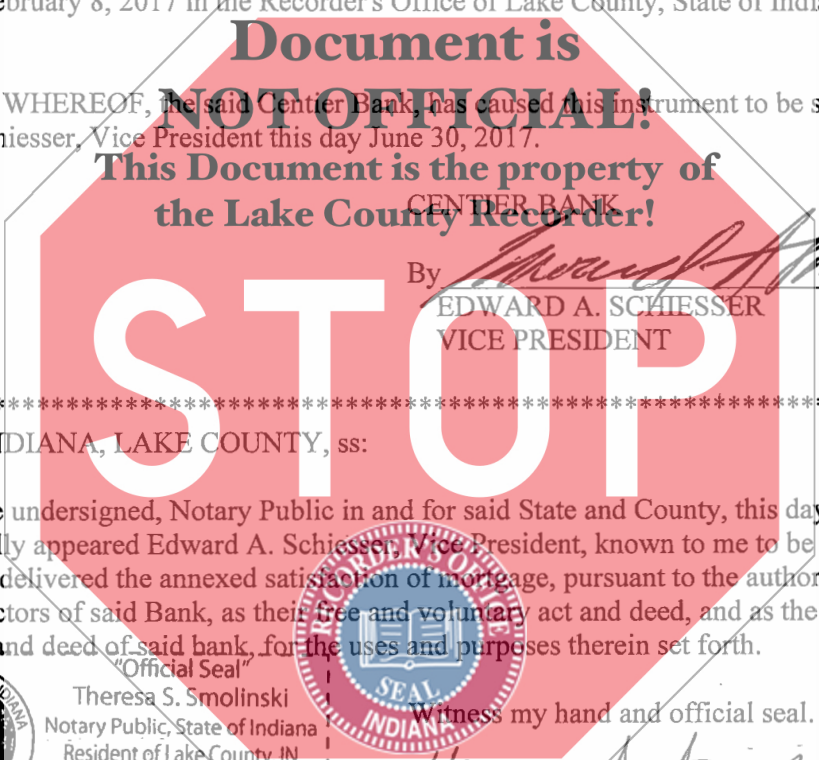 bruary 8, 2017 in the Recorder's Office of Lake County, State of Indi
Document is
WHEREOF, the said Centier Bank, has caused this instrument to be s
NOT OFFICIAL!
hiesser, Vice President this day June 30, 2017.
This Document is the property of
CENTIER BANK
the Lake County Recorder!
By
EDWARD A. SCHIESSER
VICE PRESIDENT
STOP
*********************************************************************
DIANA, LAKE COUNTY, ss:
e undersigned, Notary Public in and for said State and County, this day
lly appeared Edward A. Schiesser, Vice President, known to me to be
delivered the annexed satisfaction of mortgage, pursuant to the author
ctors of said Bank, as their free and voluntary act and deed, and as the
nd deed of said bank, for the uses and purposes therein set forth.
RECORDER'S OFFICE
SEAL
INDIANA
"Official Seal"
Theresa S. Smolinski
Notary Public, State of Indiana
Resident of Lake County, IN
DIANA
Witness my hand and official seal.